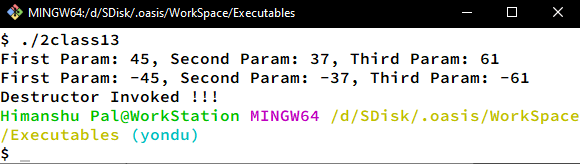 MINGW64:/d/SDisk/.oasis/WorkSpace/Executables
$ ./2class13
First Param: 45, Second Param: 37, Third Param: 61
First Param: -45, Second Param: -37, Third Param: -61
Destructor Invoked !!!
Himanshu Pal@WorkStation MINGW64 /d/SDisk/.oasis/WorkSpace
/Executables (yondu)
$ _